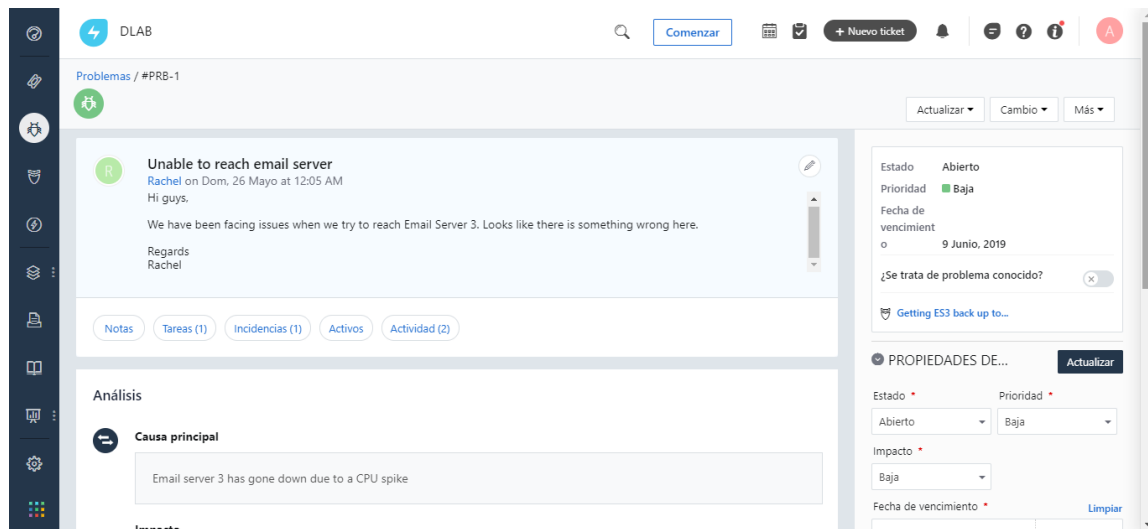 DLAB
Comenzar
+ Nuevo ticket
A
Problemas / #PRB-1
Actualizar
Cambio
Más
R
Unable to reach email server
Rachel on Dom, 26 Mayo at 12:05 AM
Hi guys,
We have been facing issues when we try to reach Email Server 3. Looks like there is something wrong here.
Regards
Rachel
Notas
Tareas (1)
Incidencias (1)
Activos
Actividad (2)
Análisis
Causa principal
Email server 3 has gone down due to a CPU spike
Impacto
Estado Abierto
Prioridad Baja
Fecha de
vencimient
o 9 Junio, 2019
¿Se trata de problema conocido?
Getting ES3 back up to...
PROPIEDADES DE...
Actualizar
Estado *
Prioridad *
Abierto
Baja
Impacto *
Baja
Fecha de vencimiento *
Limpiar